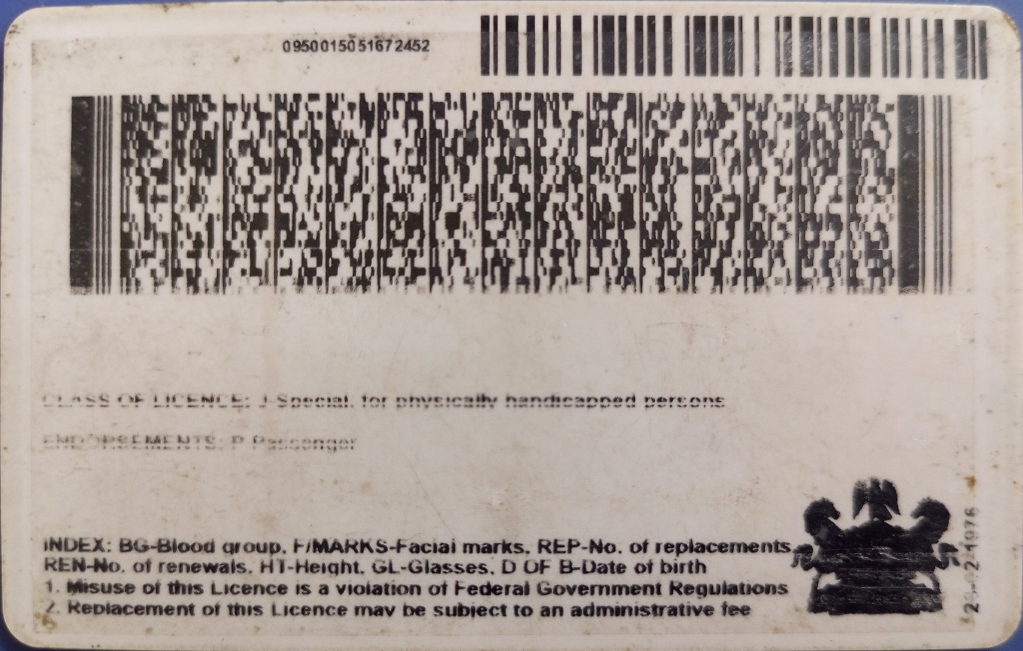 0950015051672452
CLASS OF LICENCE: J-Special, for physically handicapped persons
ENDORSEMENTS: P Passenger
INDEX: BG-Blood group, F/MARKS-Facial marks, REP-No. of replacements,
REN-No. of renewals, HT-Height, GL-Glasses, D OF B-Date of birth
1. Misuse of this Licence is a violation of Federal Government Regulations
2. Replacement of this Licence may be subject to an administrative fee